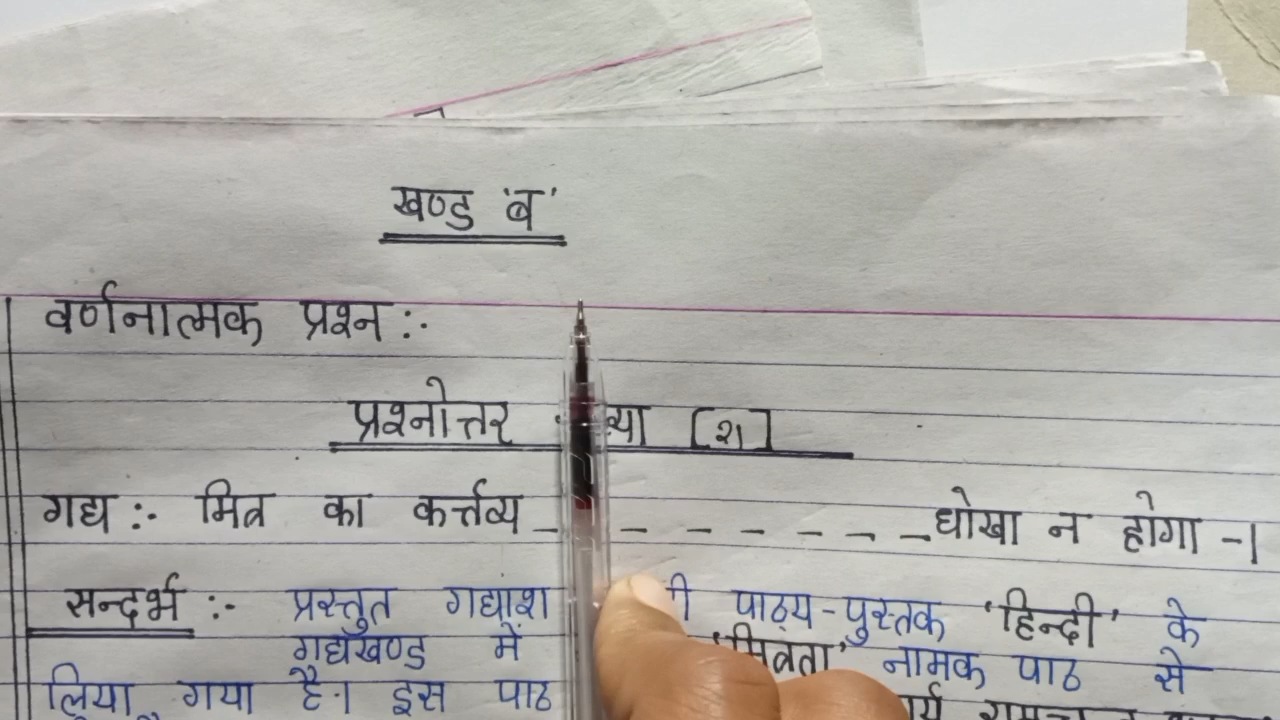 खण्ड 'ब'
वर्णनात्मक प्रश्न :-
प्रश्नोत्तर [२१]
गद्य :- मित्र का कर्त्तव्य _ _ _ _ _ _ _ धोखा न होगा -।
सन्दर्भ :- प्रस्तुत गद्यांश पाठ्य-पुस्तक 'हिन्दी' के
गद्यखण्ड में 'मित्रता' नामक पाठ से
लिया गया है। इस पाठ